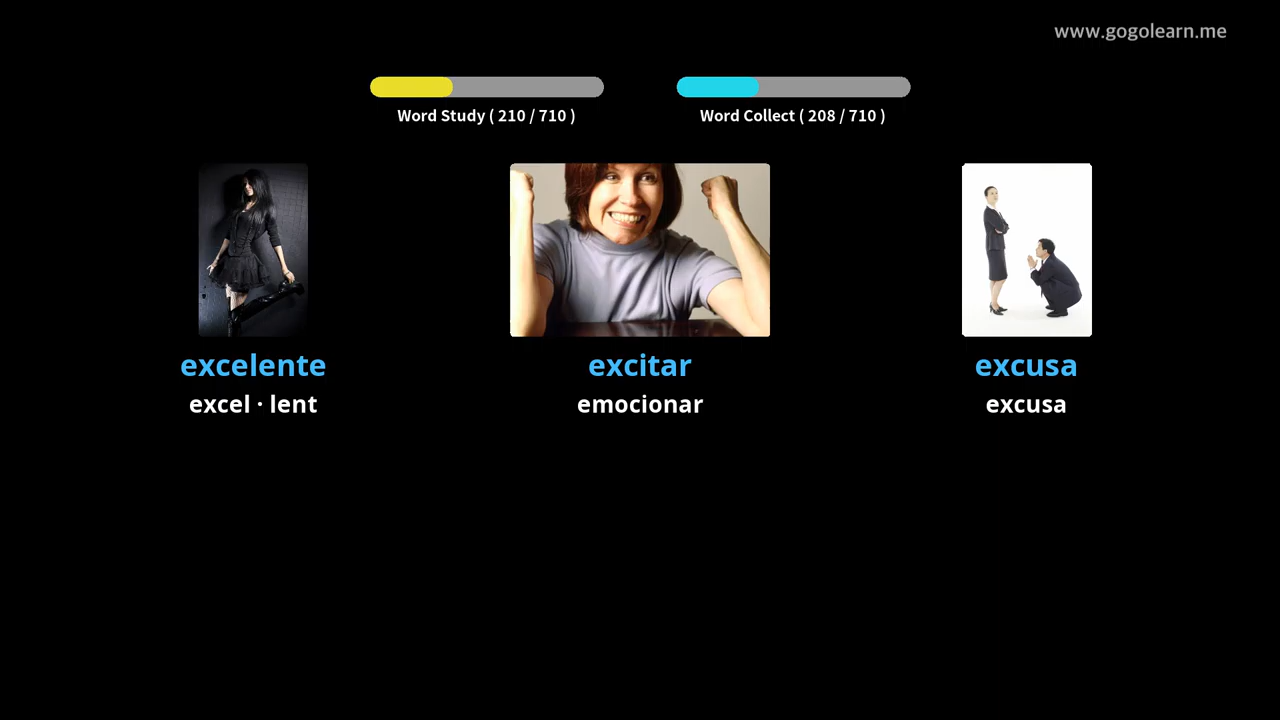 www.gogolearn.me
Word Study ( 210 / 710 )
Word Collect ( 208 / 710 )
excelente
excel · lent
excitar
emocionar
excusa
excusa